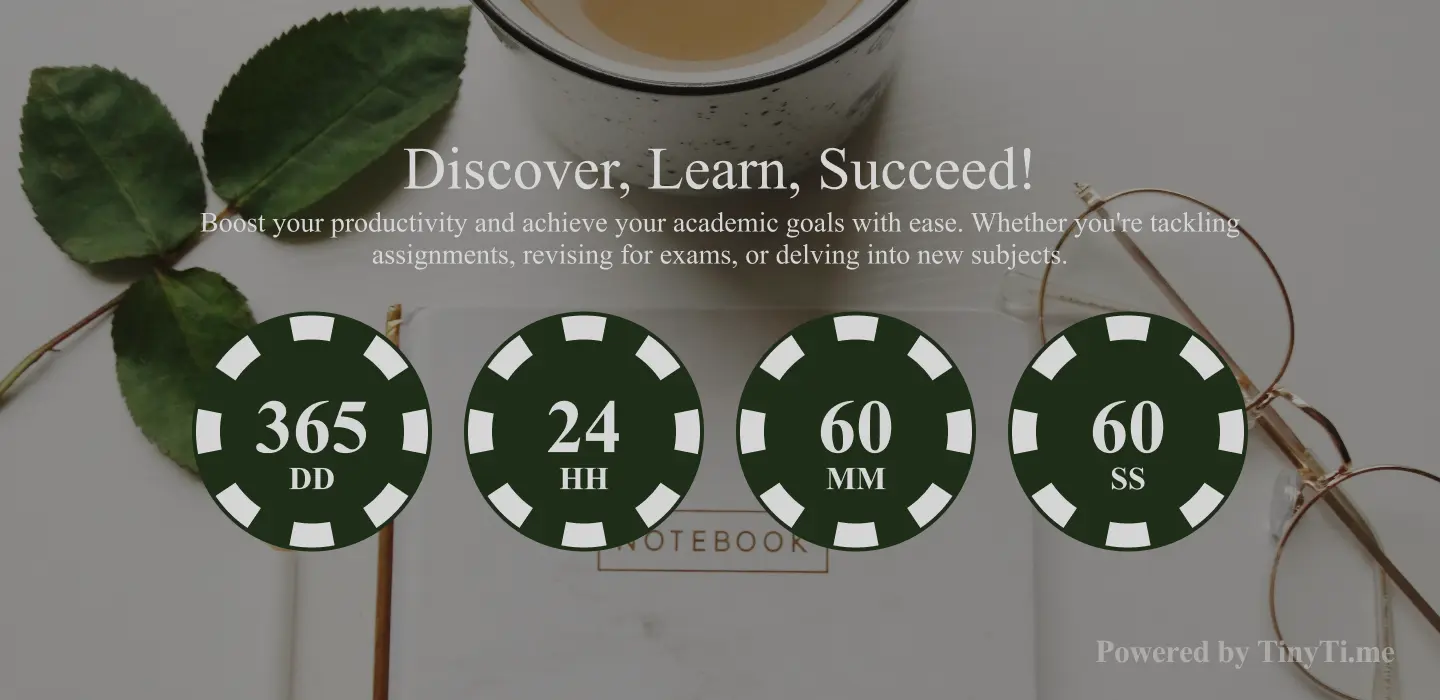 Discover, Learn, Succeed!
Boost your productivity and achieve your academic goals with ease. Whether you're tackling
assignments, revising for exams, or delving into new subjects.
365 24 60 60
DD HH MM SS
NOTEBOOK
Powered by TinyTi.me